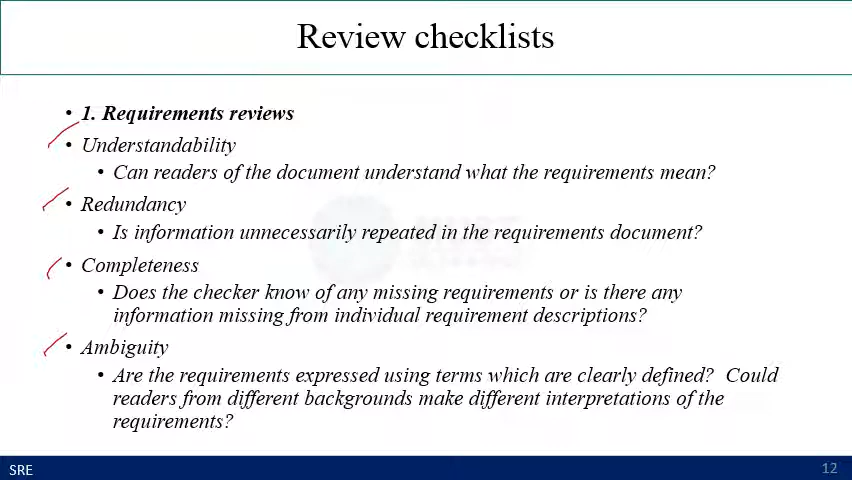 Review checklists
• 1. Requirements reviews
• Understandability
• Can readers of the document understand what the requirements mean?
• Redundancy
• Is information unnecessarily repeated in the requirements document?
• Completeness
• Does the checker know of any missing requirements or is there any
information missing from individual requirement descriptions?
• Ambiguity
• Are the requirements expressed using terms which are clearly defined? Could
readers from different backgrounds make different interpretations of the
requirements?
SRE
12